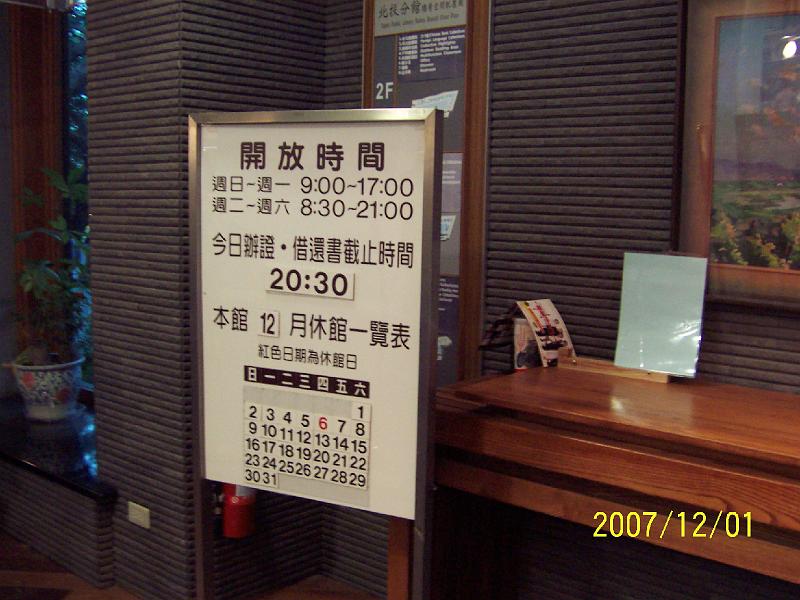 北投分館
2F
開放時間
週日~週一 9:00~17:00
週二~週六 8:30~21:00
今日辦證・借還書截止時間
20:30
本館 12 月休館一覽表
紅色日期為休館日
日 一 二 三 四 五 六
1
2 3 4 5 6 7 8
9 10 11 12 13 14 15
16 17 18 19 20 21 22
23 24 25 26 27 28 29
30 31
2007/12/01